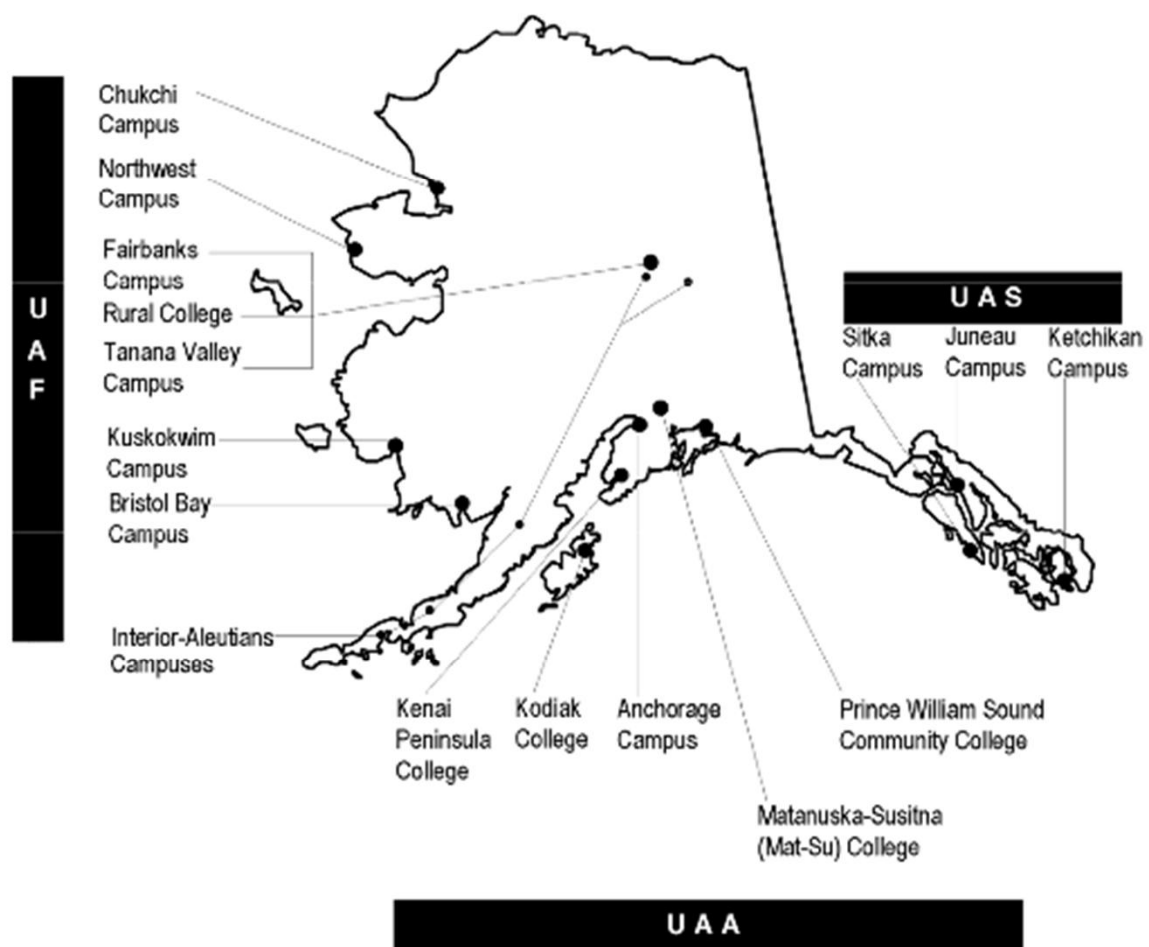 Chukchi
Campus
Northwest
Campus
Fairbanks
Campus
Rural College
Tanana Valley
Campus
Kuskokwim
Campus
Bristol Bay
Campus
Interior-Aleutians
Campuses
U
A
F
UAS
Sitka
Campus
Juneau
Campus
Ketchikan
Campus
Kenai
Peninsula
College
Kodiak
College
Anchorage
Campus
Prince William Sound
Community College
Matanuska-Susitna
(Mat-Su) College
UAA